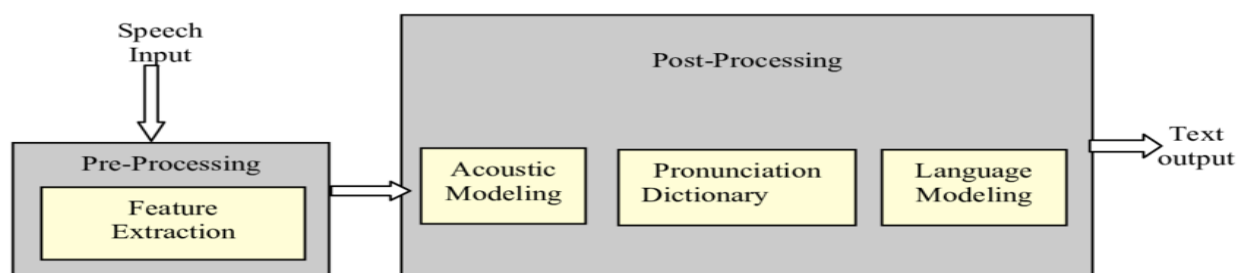 Speech
Input
Pre-Processing
Feature
Extraction
Post-Processing
Acoustic
Modeling
Pronunciation
Dictionary
Language
Modeling
Text
output